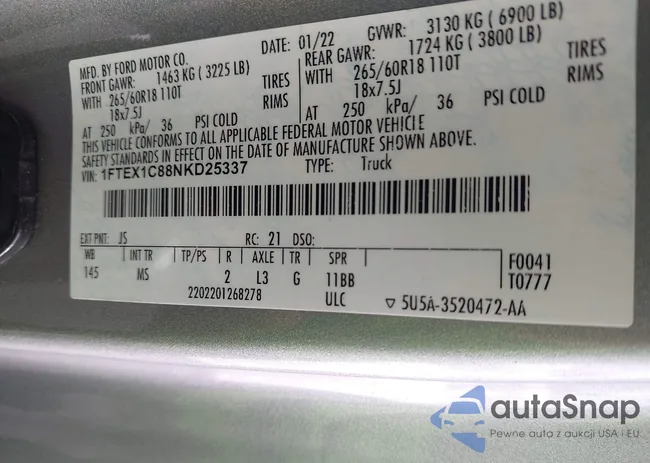 MFD. BY FORD MOTOR CO.
DATE: 01/22 GVWR: 3130 KG (6900 LB)
FRONT GAWR: 1463 KG (3225 LB) REAR GAWR: 1724 KG (3800 LB)
WITH 265/60R18 110T TIRES WITH 265/60R18 110T TIRES
18x7.5J RIMS 18x7.5J RIMS
AT 250 kPa/ 36 PSI COLD AT 250 kPa/ 36 PSI COLD
THIS VEHICLE CONFORMS TO ALL APPLICABLE FEDERAL MOTOR VEHICLE
SAFETY STANDARDS IN EFFECT ON THE DATE OF MANUFACTURE SHOWN ABOVE.
VIN: 1FTEX1C88NKD25337 TYPE: Truck
EXT PNT: JS RC: 21 DSO:
WB INT TR TP/PS R AXLE TR SPR F0041
145 MS 2 L3 G 11BB T0777
2202201268278 ULC ▽ 5U5A-3520472-AA
autaSnap
Pewne auta z aukcji USA i EU